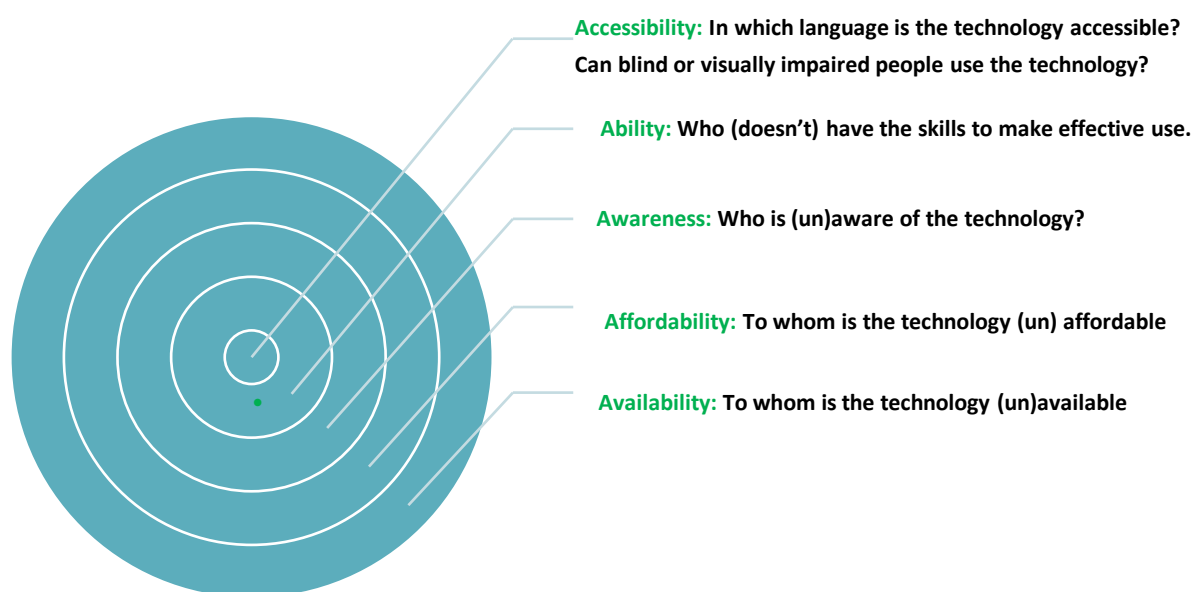 Accessibility: In which language is the technology accessible?
Can blind or visually impaired people use the technology?
Ability: Who (doesn’t) have the skills to make effective use.
Awareness: Who is (un)aware of the technology?
Affordability: To whom is the technology (un) affordable
Availability: To whom is the technology (un)available